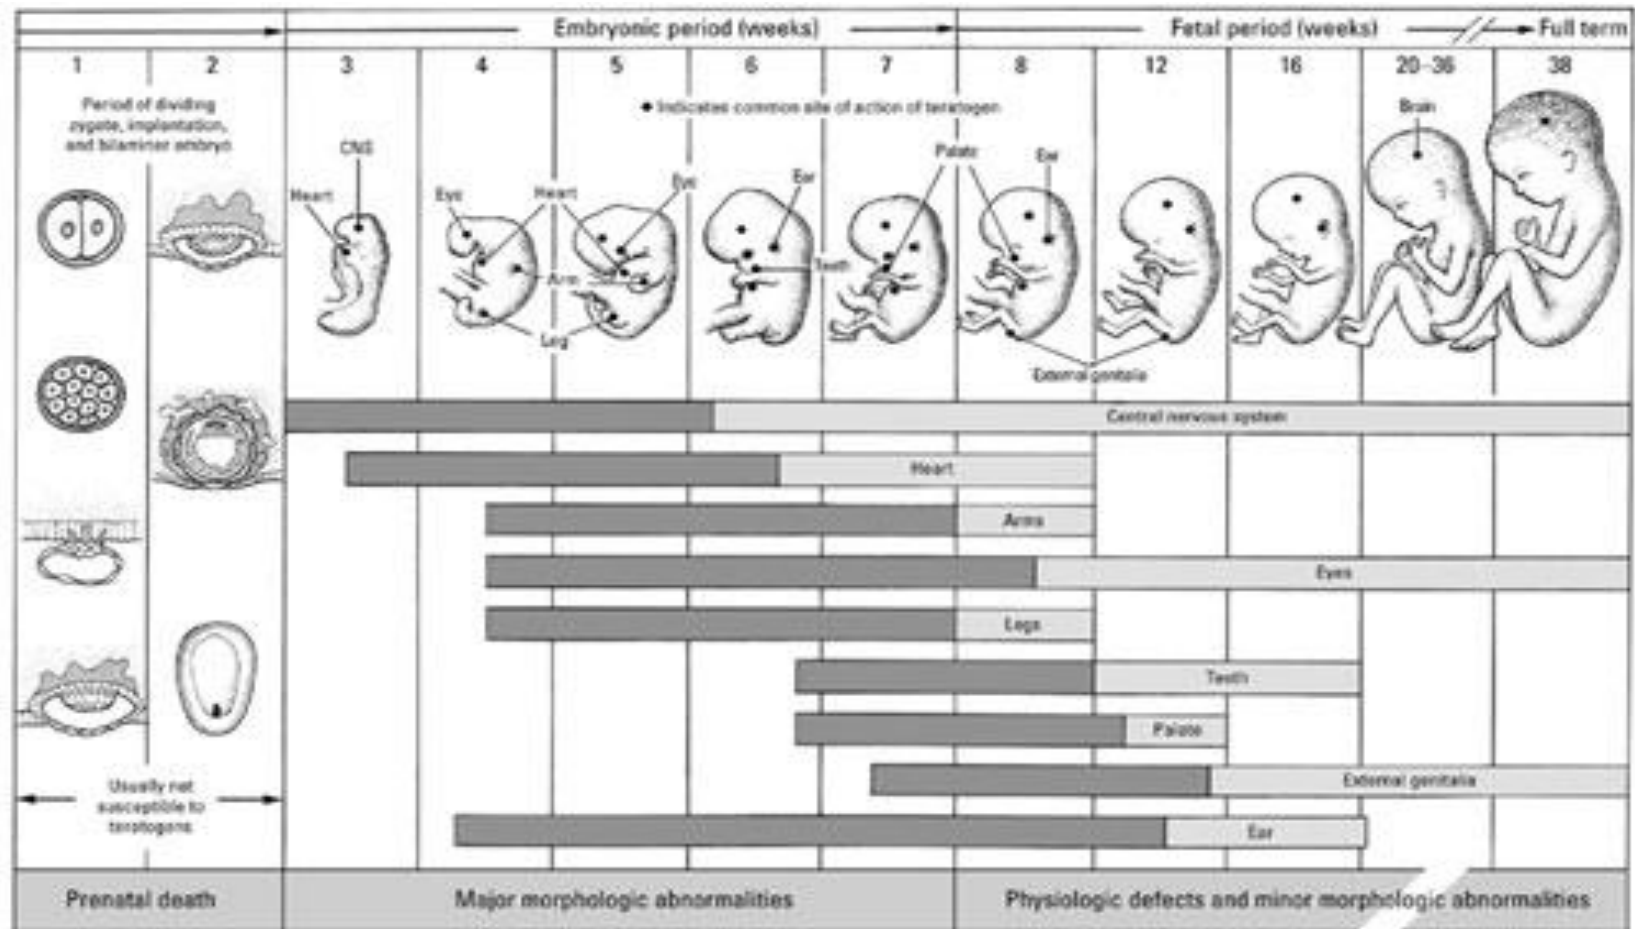 Embryonic period (weeks)
Fetal period (weeks)
Full term
1
2
3
4
5
6
7
8
12
16
20-36
38
Period of dividing
zygote, implantation,
and bilaminar embryo
• Indicates common site of action of teratogen
CNS
Heart
Eye
Heart
Eye
Ear
Palate
Ear
Brain
Arm
Teeth
Leg
External genitalia
Central nervous system
Heart
Arms
Eyes
Legs
Teeth
Palate
External genitalia
Ear
Usually not
susceptible to
teratogens
Prenatal death
Major morphologic abnormalities
Physiologic defects and minor morphologic abnormalities